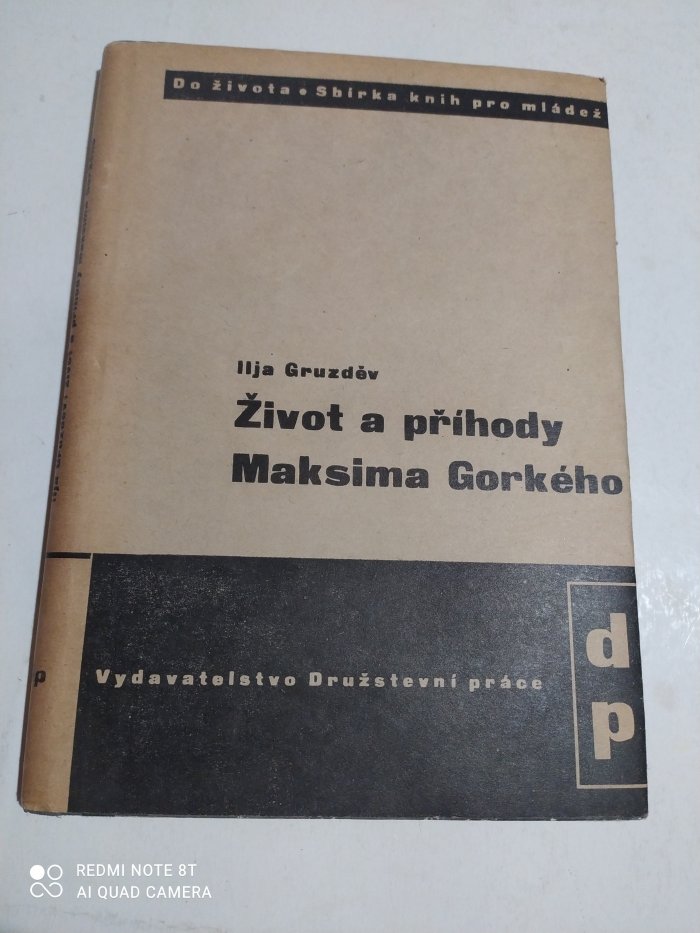 Do života • Sbírka knih pro mládež
Ilja Gruzděv
Život a příhody
Maksima Gorkého
Vydavatelstvo Družstevní práce
d
p
p
REDMI NOTE 8T
AI QUAD CAMERA